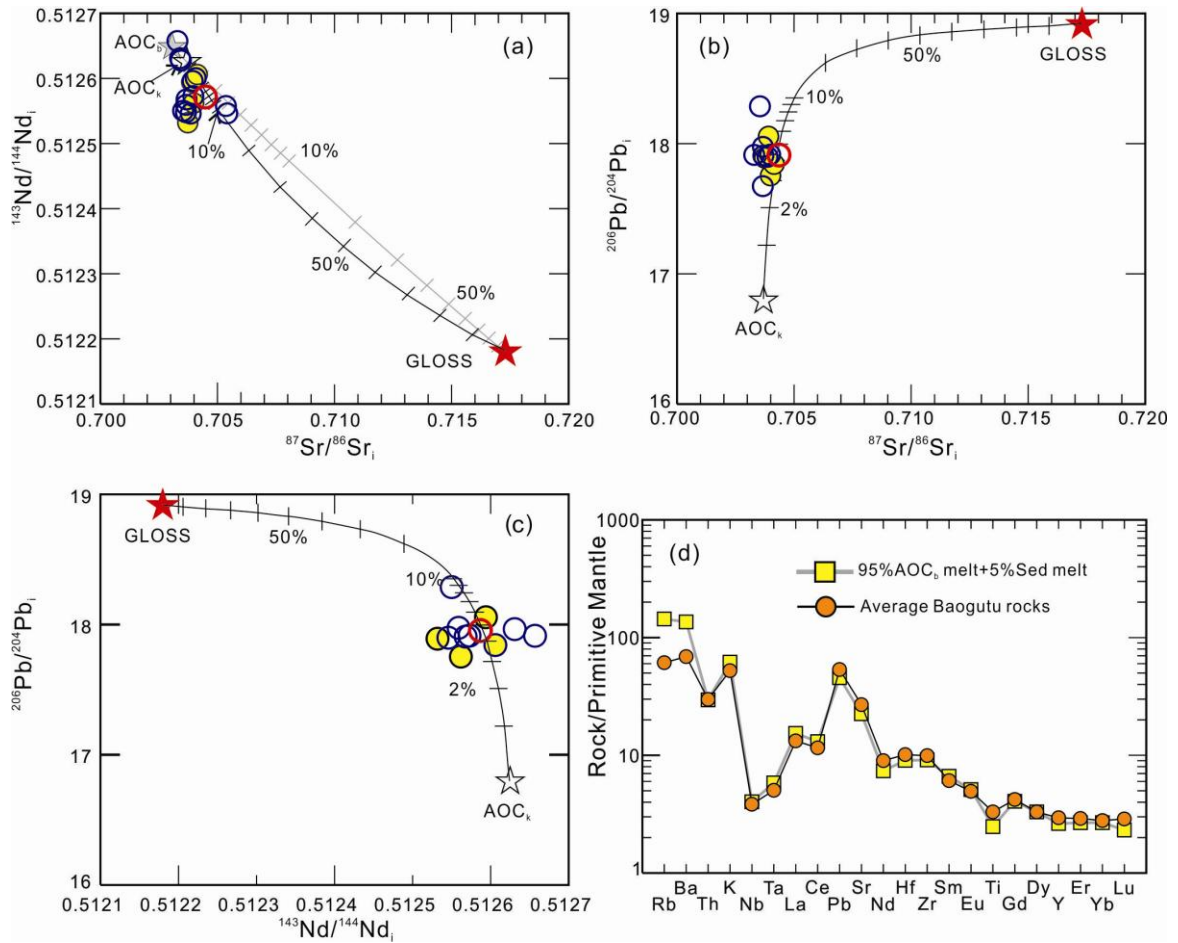 (a)
AOCb
AOCk
10%
10%
50%
50%
GLOSS
0.5127
0.5126
0.5125
0.5124
0.5123
0.5122
0.5121
143Nd/144Ndi
0.700 0.705 0.710 0.715 0.720
87Sr/86Sri
(b)
19
18
17
16
206Pb/204Pbi
50%
GLOSS
10%
2%
AOCk
0.700 0.705 0.710 0.715 0.720
87Sr/86Sri
(c)
19
18
17
16
206Pb/204Pbi
GLOSS
50%
10%
2%
AOCk
0.5121 0.5122 0.5123 0.5124 0.5125 0.5126 0.5127
143Nd/144Ndi
(d)
1000
100
10
1
Rock/Primitive Mantle
95%AOCb melt+5%Sed melt
Average Baogutu rocks
Ba K Ta Ce Sr Hf Sm Ti Dy Er Lu
Rb Th Nb La Pb Nd Zr Eu Gd Y Yb